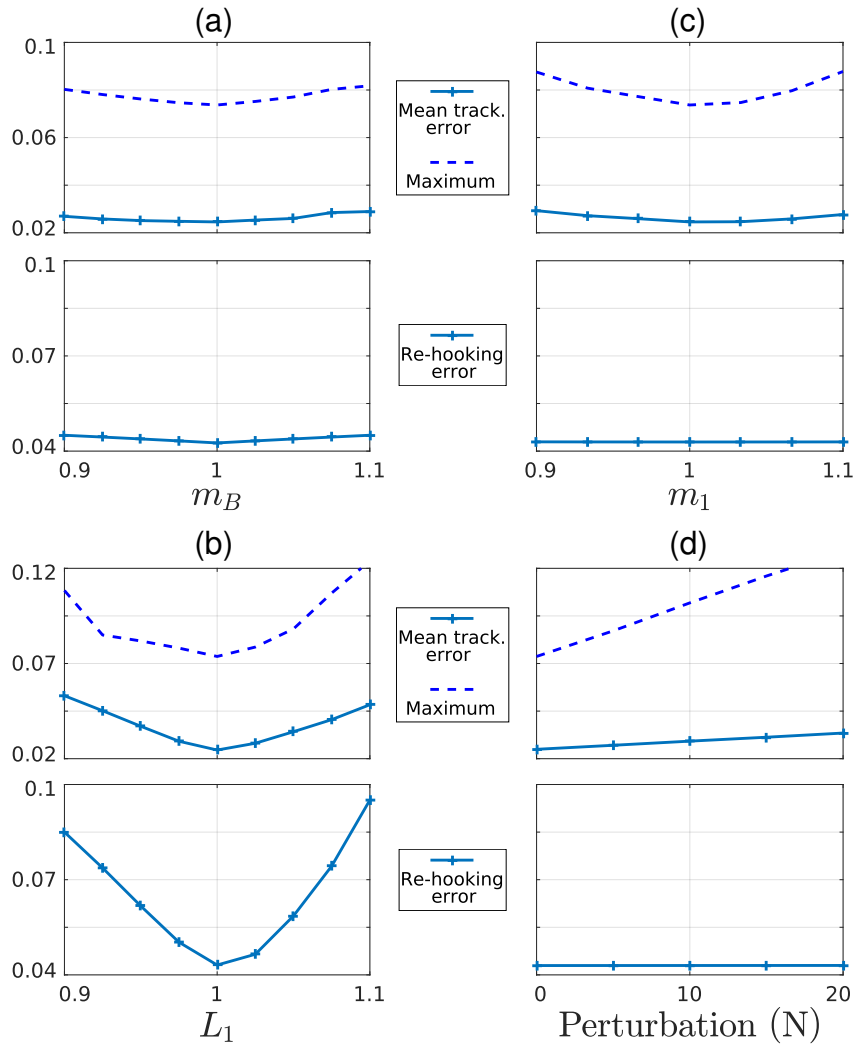 (a)
(c)
0.1
0.06
0.02
Mean track.
error
Maximum
0.1
0.07
0.04
Re-hooking
error
0.9
1
1.1
0.9
1
1.1
m_B
m_1
(b)
(d)
0.12
0.07
0.02
Mean track.
error
Maximum
0.1
0.07
0.04
Re-hooking
error
0.9
1
1.1
0
10
20
L_1
Perturbation (N)